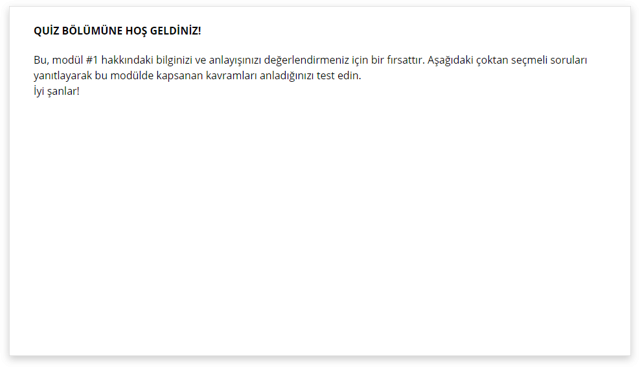 QUİZ BÖLÜMÜNE HOŞ GELDİNİZ!
Bu, modül #1 hakkındaki bilginizi ve anlayışınızı değerlendirmeniz için bir fırsattır. Aşağıdaki çoktan seçmeli soruları
yanıtlayarak bu modülde kapsanan kavramları anladığınızı test edin.
İyi şanlar!